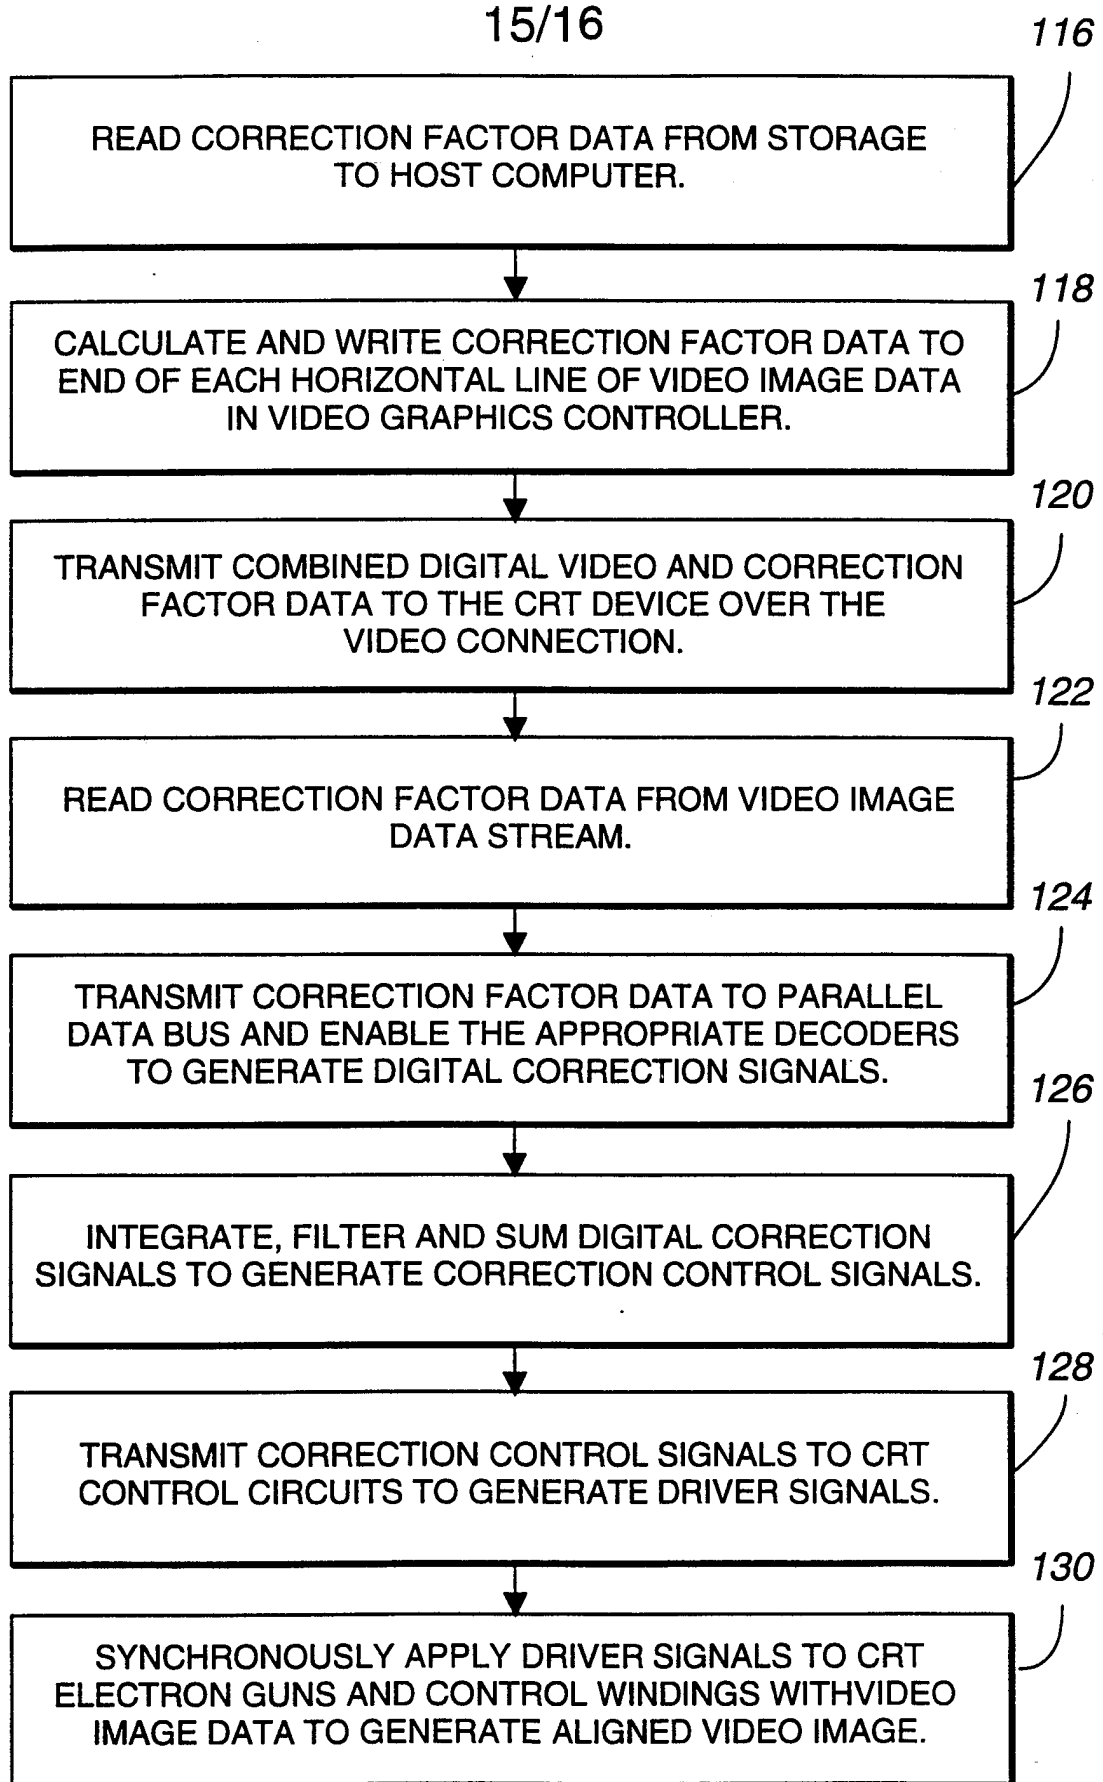 15/16
116
READ CORRECTION FACTOR DATA FROM STORAGE
TO HOST COMPUTER.
118
CALCULATE AND WRITE CORRECTION FACTOR DATA TO
END OF EACH HORIZONTAL LINE OF VIDEO IMAGE DATA
IN VIDEO GRAPHICS CONTROLLER.
120
TRANSMIT COMBINED DIGITAL VIDEO AND CORRECTION
FACTOR DATA TO THE CRT DEVICE OVER THE
VIDEO CONNECTION.
122
READ CORRECTION FACTOR DATA FROM VIDEO IMAGE
DATA STREAM.
124
TRANSMIT CORRECTION FACTOR DATA TO PARALLEL
DATA BUS AND ENABLE THE APPROPRIATE DECODERS
TO GENERATE DIGITAL CORRECTION SIGNALS.
126
INTEGRATE, FILTER AND SUM DIGITAL CORRECTION
SIGNALS TO GENERATE CORRECTION CONTROL SIGNALS.
128
TRANSMIT CORRECTION CONTROL SIGNALS TO CRT
CONTROL CIRCUITS TO GENERATE DRIVER SIGNALS.
130
SYNCHRONOUSLY APPLY DRIVER SIGNALS TO CRT
ELECTRON GUNS AND CONTROL WINDINGS WITHVIDEO
IMAGE DATA TO GENERATE ALIGNED VIDEO IMAGE.